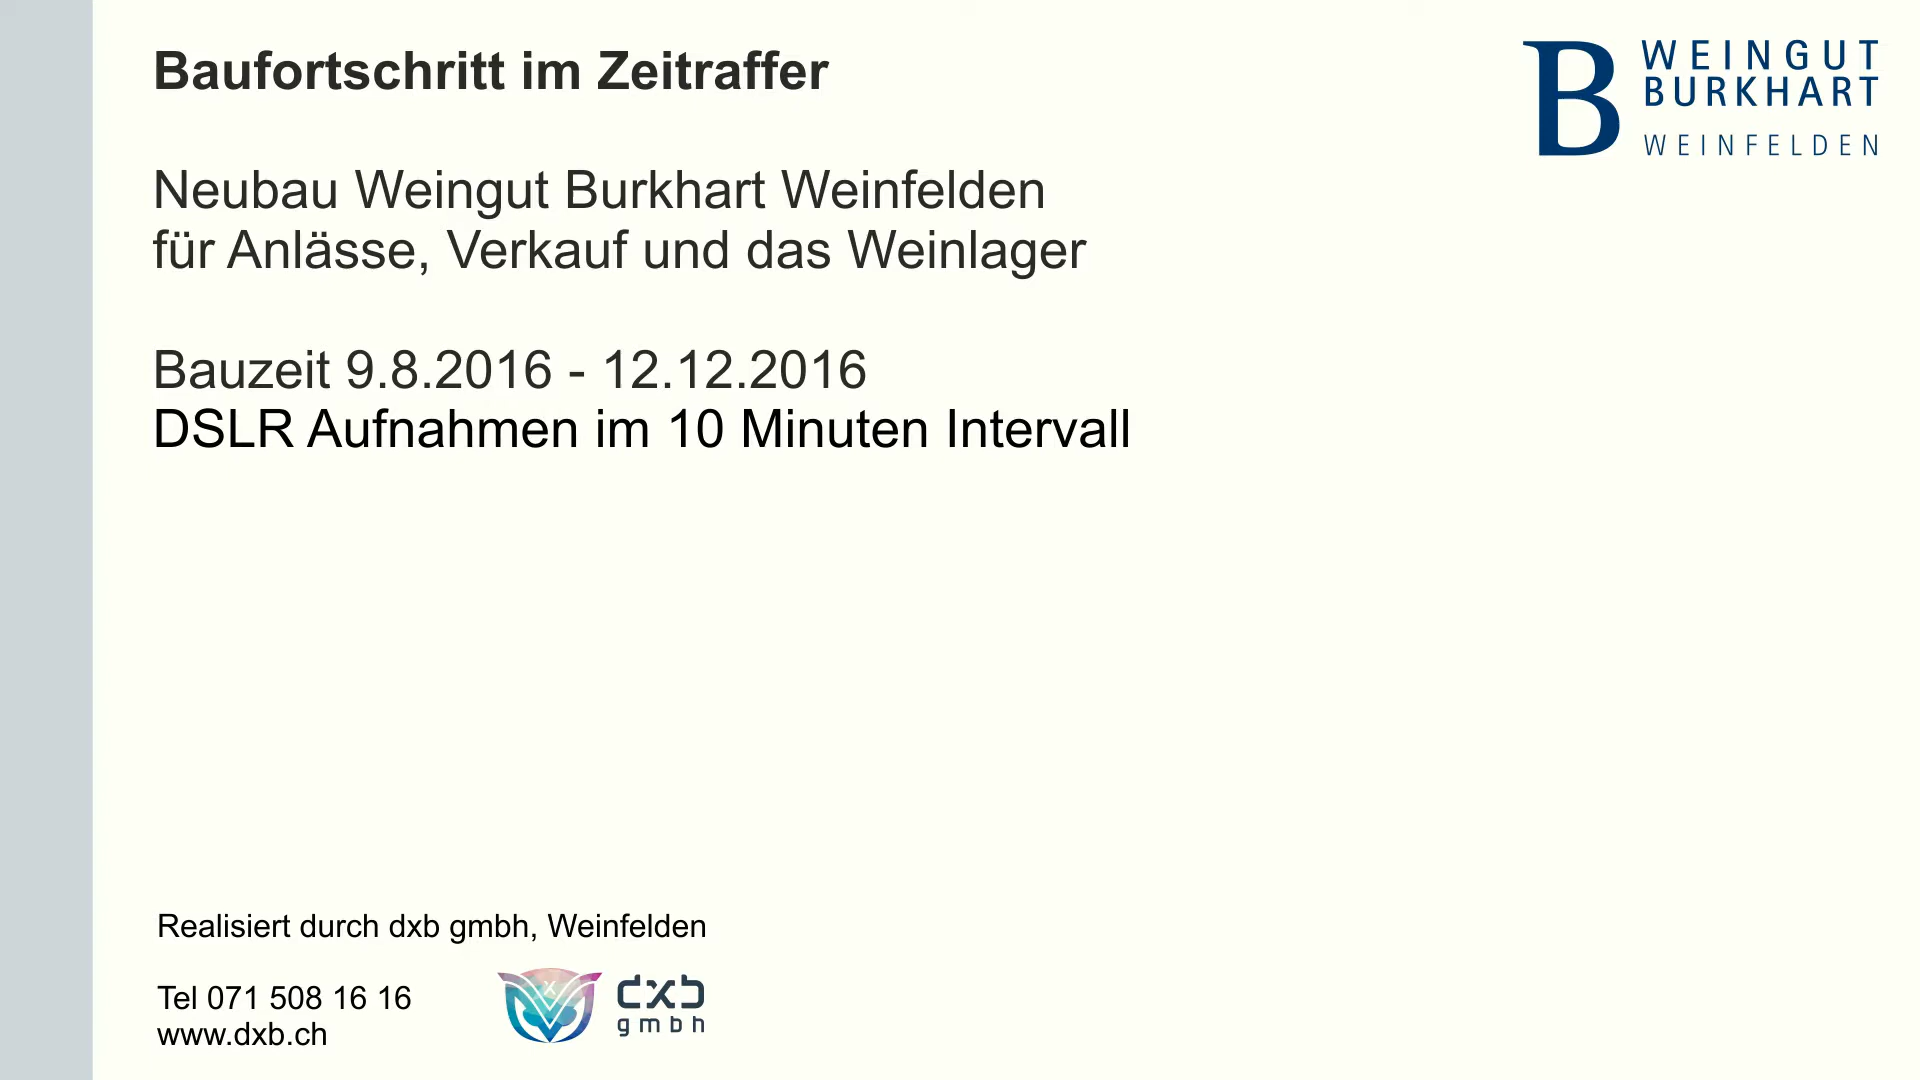 Baufortschritt im Zeitraffer
WEINGUT
BURKHART
WEINFELDEN
Neubau Weingut Burkhart Weinfelden
für Anlässe, Verkauf und das Weinlager
Bauzeit 9.8.2016 - 12.12.2016
DSLR Aufnahmen im 10 Minuten Intervall
Realisiert durch dxb gmbh, Weinfelden
Tel 071 508 16 16
www.dxb.ch
dxb
gmbh